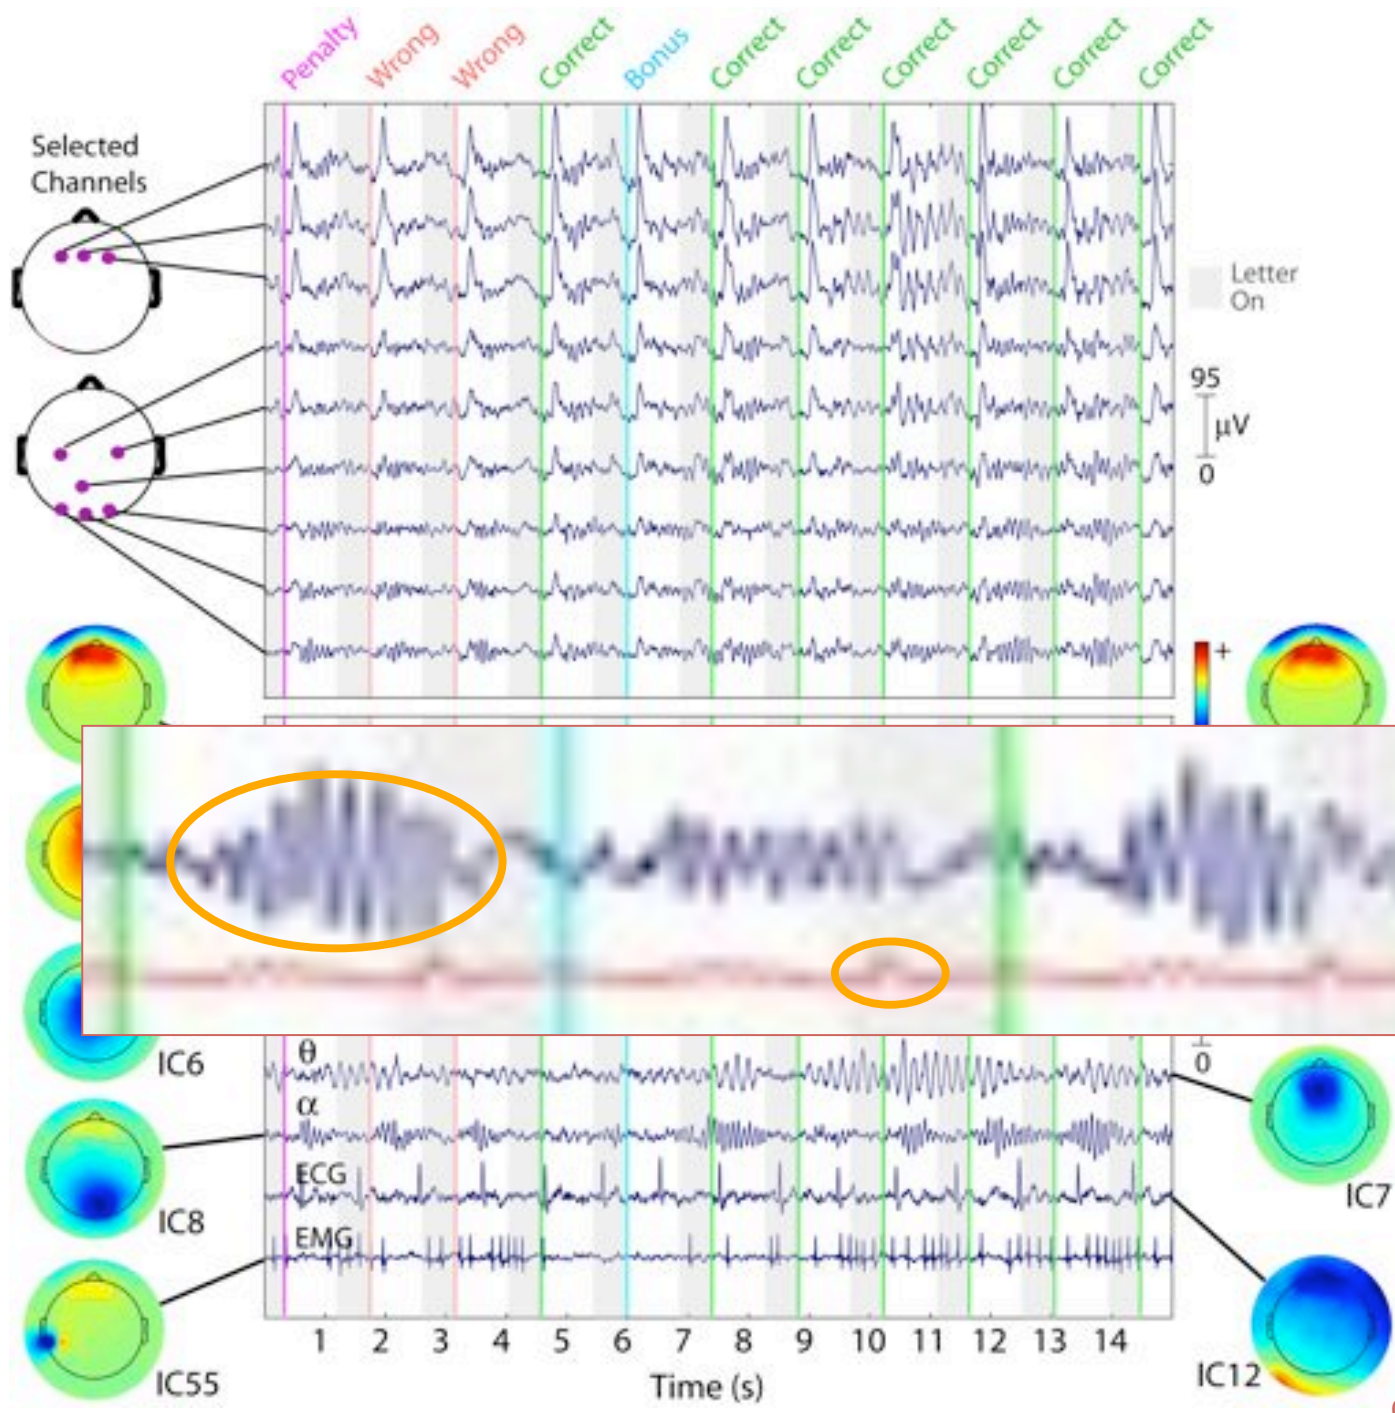 Penalty
Wrong
Wrong
Correct
Bonus
Correct
Correct
Correct
Correct
Correct
Correct
Selected
Channels
Letter
On
95
μV
0
+
IC6
θ
0
α
IC7
ECG
IC8
EMG
IC55
1 2 3 4 5 6 7 8 9 10 11 12 13 14
IC12
Time (s)